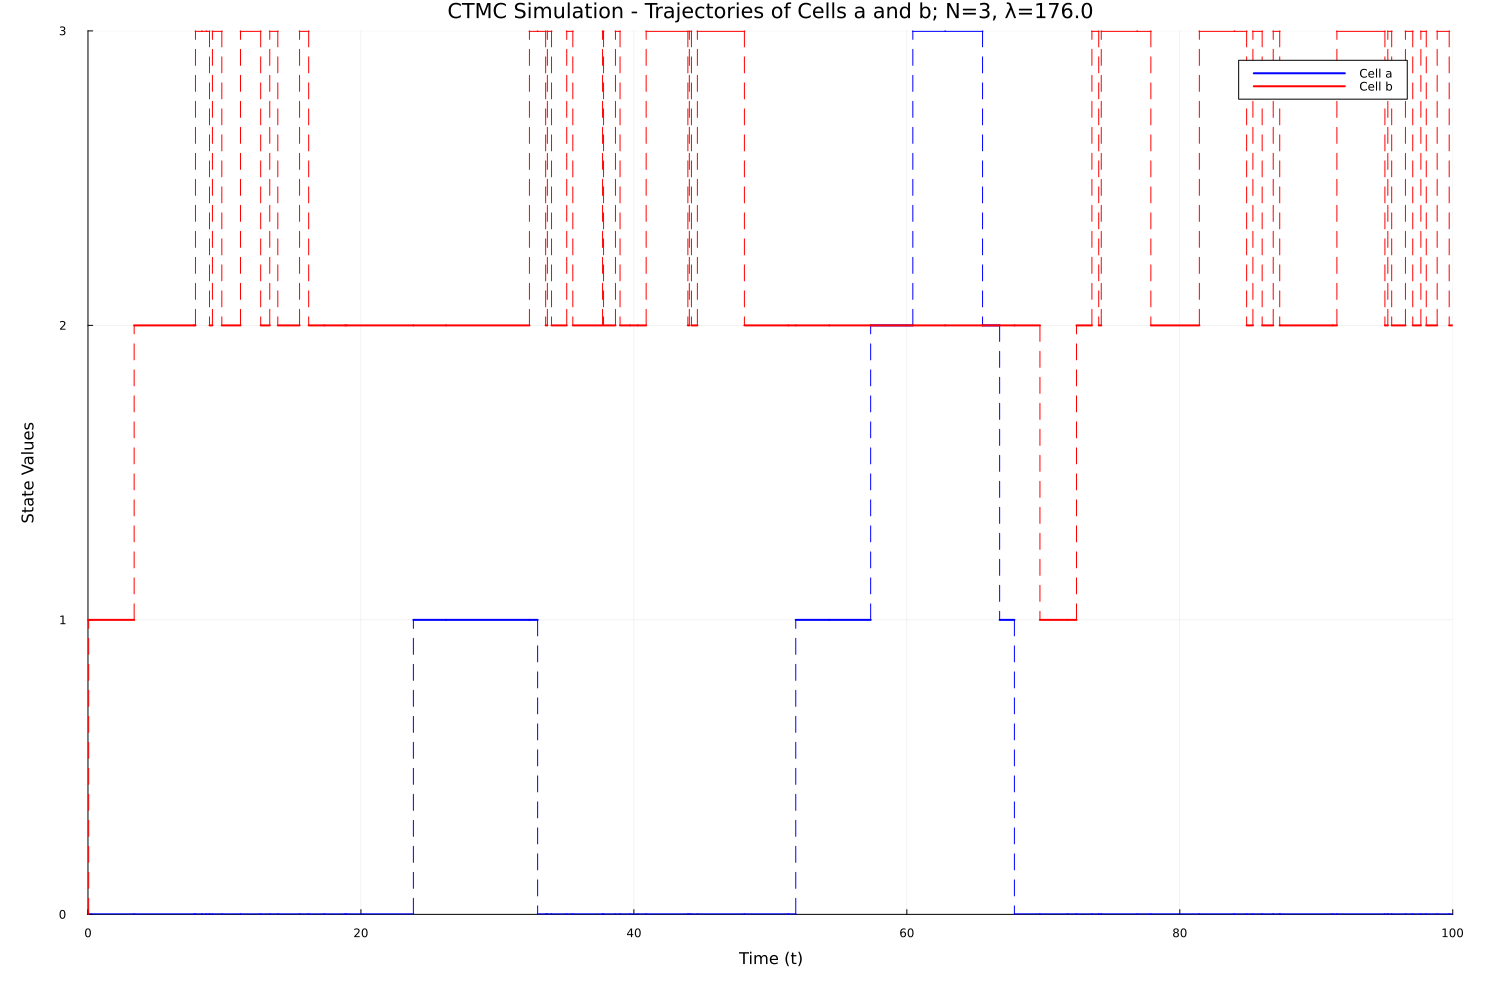 CTMC Simulation - Trajectories of Cells a and b; N=3, λ=176.0
3
Cell a
Cell b
2
State Values
1
0
0 20 40 60 80 100
Time (t)